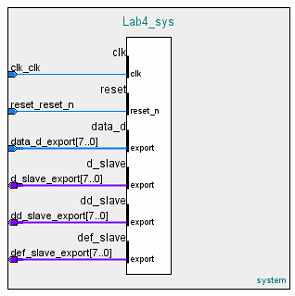 Lab4_sys
clk
clk_clk
clk
reset
reset_reset_n
reset_n
data_d
data_d_export[7..0]
export
d_slave
d_slave_export[7..0]
export
dd_slave
dd_slave_export[7..0]
export
def_slave
def_slave_export[7..0]
export
system